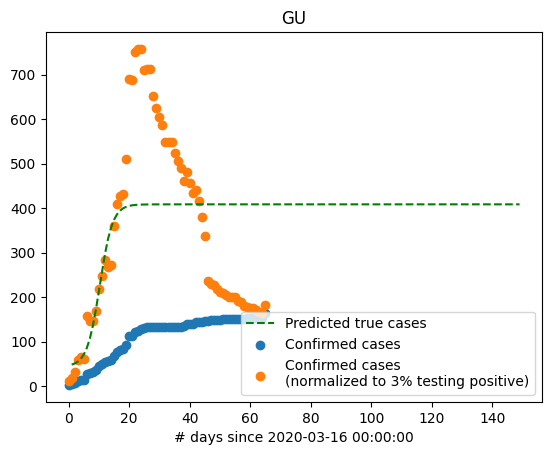 GU
700
600
500
400
300
200
100
0
Predicted true cases
Confirmed cases
Confirmed cases
(normalized to 3% testing positive)
0 20 40 60 80 100 120 140
# days since 2020-03-16 00:00:00